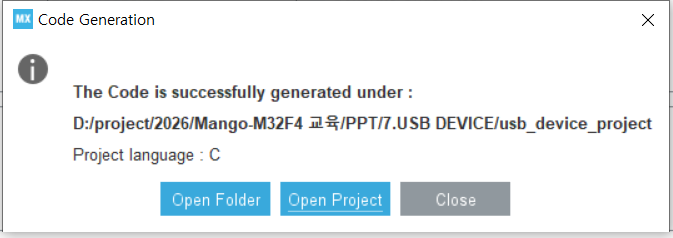 MX Code Generation
The Code is successfully generated under :
D:/project/2026/Mango-M32F4 교육/PPT/7.USB DEVICE/usb_device_project
Project language : C
Open Folder Open Project Close